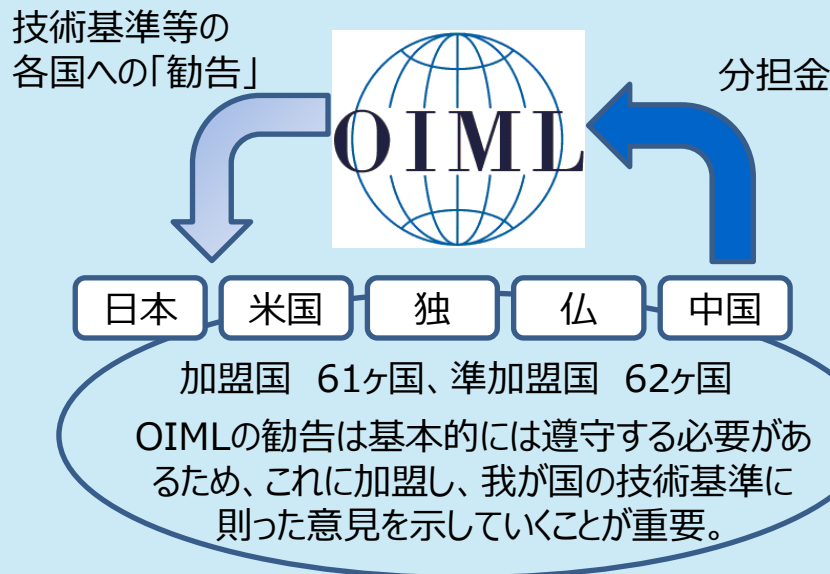 技術基準等の
各国への「勧告」
OIML
分担金
日本
米国
独
仏
中国
加盟国 61ヶ国、準加盟国 62ヶ国
OIMLの勧告は基本的には遵守する必要があ
るため、これに加盟し、我が国の技術基準に
則った意見を示していくことが重要。